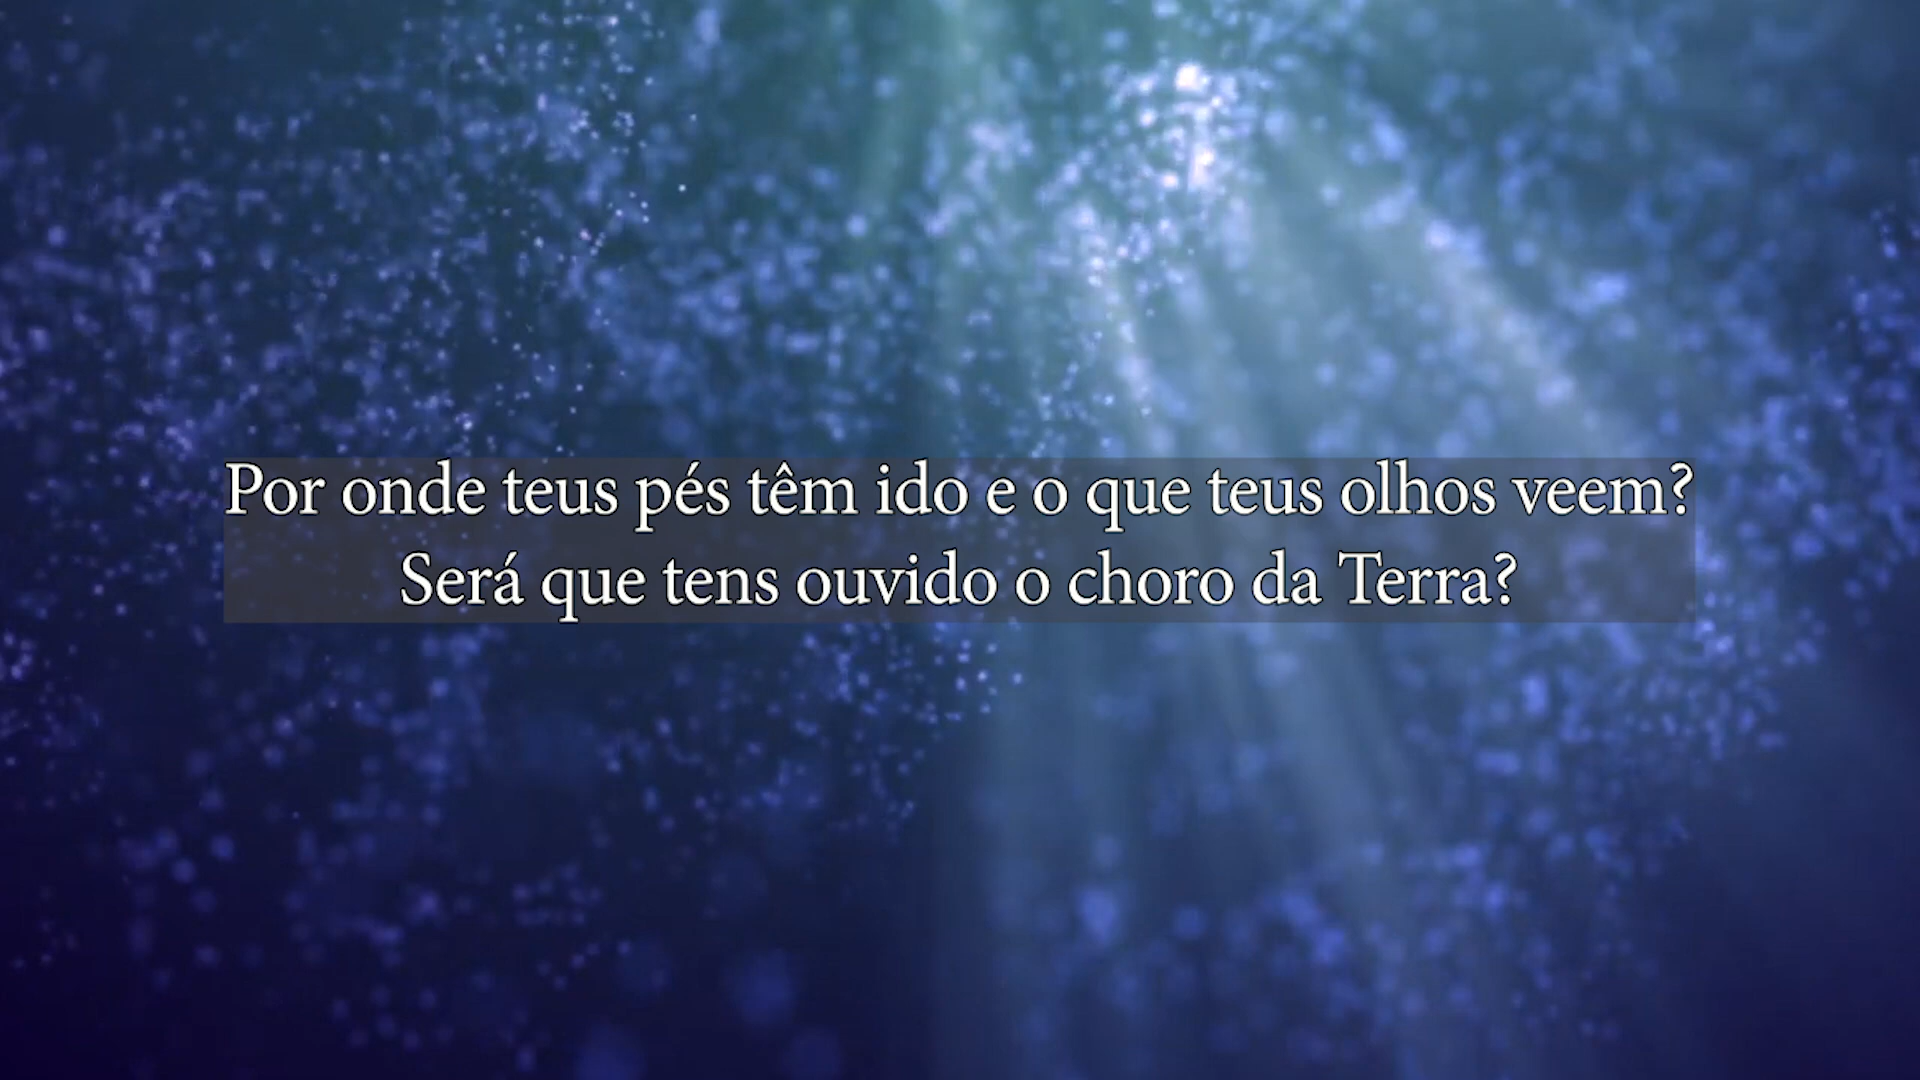 Por onde teus pés têm ido e o que teus olhos veem?
Será que tens ouvido o choro da Terra?